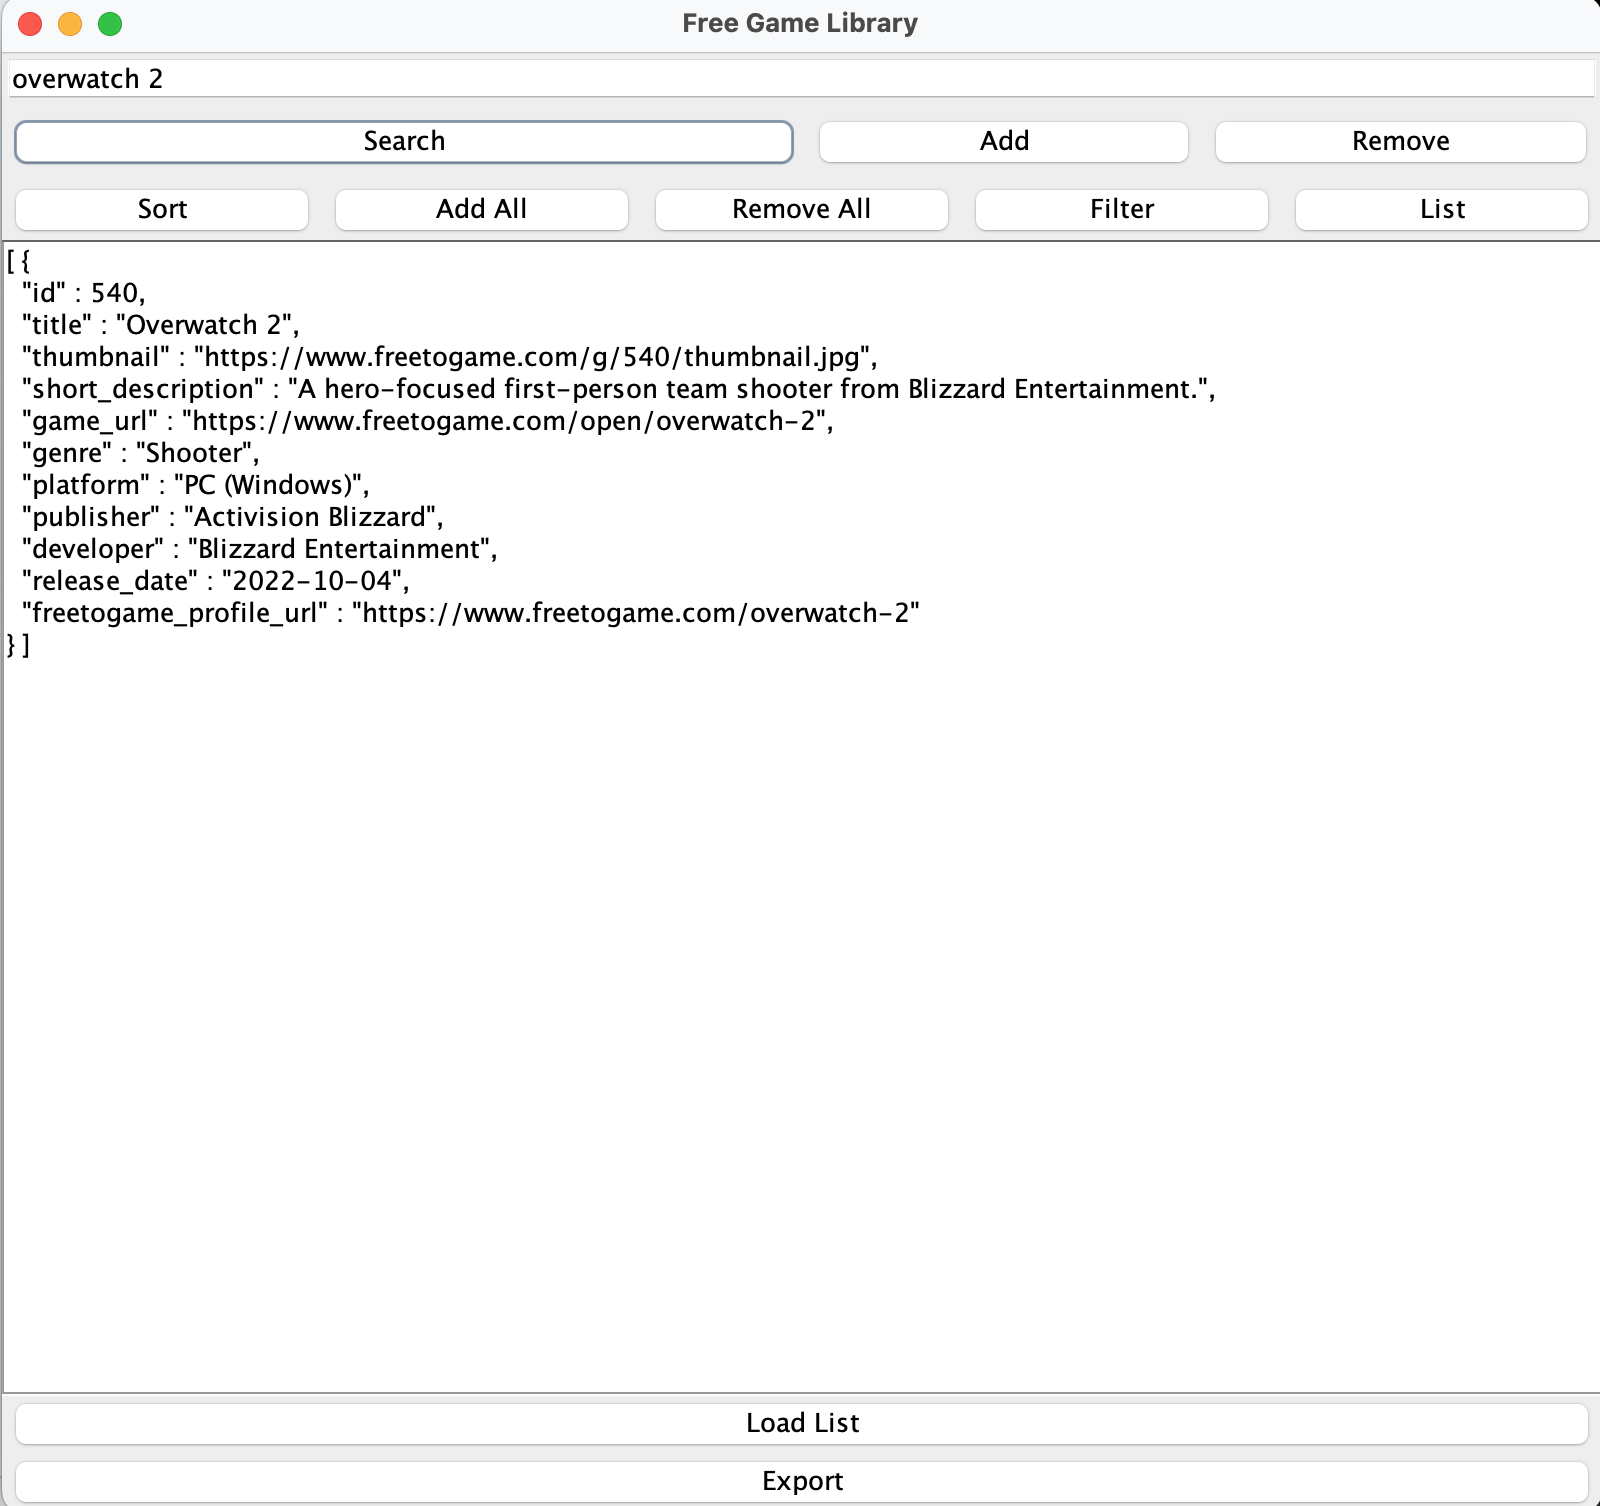 Free Game Library
overwatch 2
Search Add Remove
Sort Add All Remove All Filter List
[ {
  "id" : 540,
  "title" : "Overwatch 2",
  "thumbnail" : "https://www.freetogame.com/g/540/thumbnail.jpg",
  "short_description" : "A hero-focused first-person team shooter from Blizzard Entertainment.",
  "game_url" : "https://www.freetogame.com/open/overwatch-2",
  "genre" : "Shooter",
  "platform" : "PC (Windows)",
  "publisher" : "Activision Blizzard",
  "developer" : "Blizzard Entertainment",
  "release_date" : "2022-10-04",
  "freetogame_profile_url" : "https://www.freetogame.com/overwatch-2"
} ]
Load List
Export